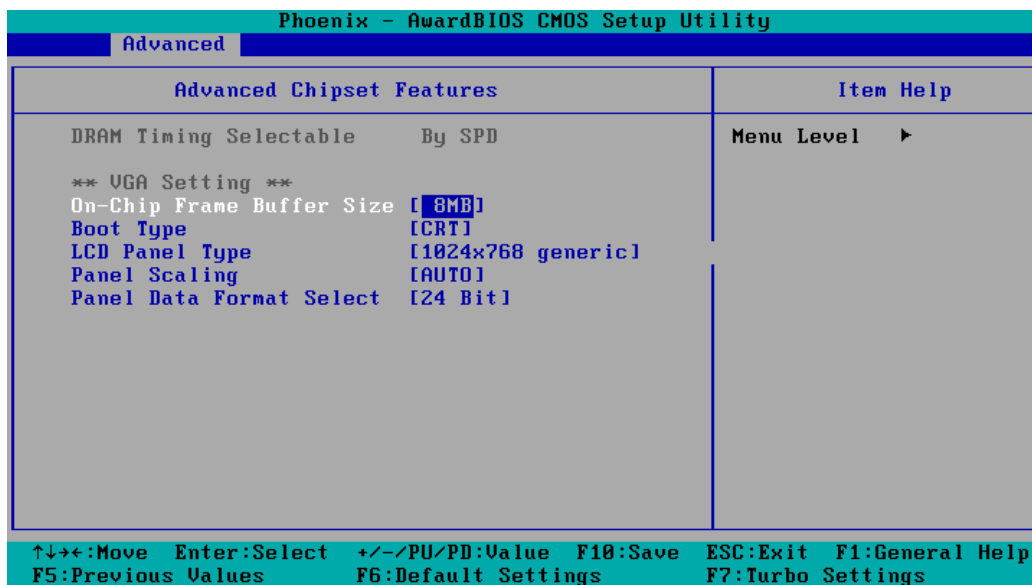 Phoenix - AwardBIOS CMOS Setup Utility
Advanced
Advanced Chipset Features
Item Help
DRAM Timing Selectable By SPD
Menu Level ▶
** VGA Setting **
On-Chip Frame Buffer Size [ 8MB]
Boot Type [CRT]
LCD Panel Type [1024x768 generic]
Panel Scaling [AUTO]
Panel Data Format Select [24 Bit]
↑↓→←:Move Enter:Select +/-/PU/PD:Value F10:Save ESC:Exit F1:General Help
F5:Previous Values F6:Default Settings F7:Turbo Settings